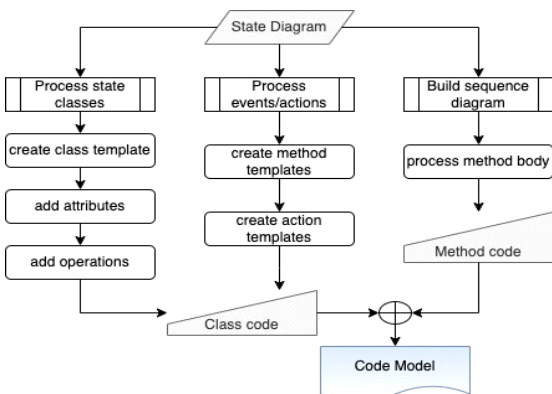 State Diagram
Process state
classes
Process
events/actions
Build sequence
diagram
create class template
create method
templates
process method body
add attributes
create action
templates
add operations
Method code
Class code
Code Model